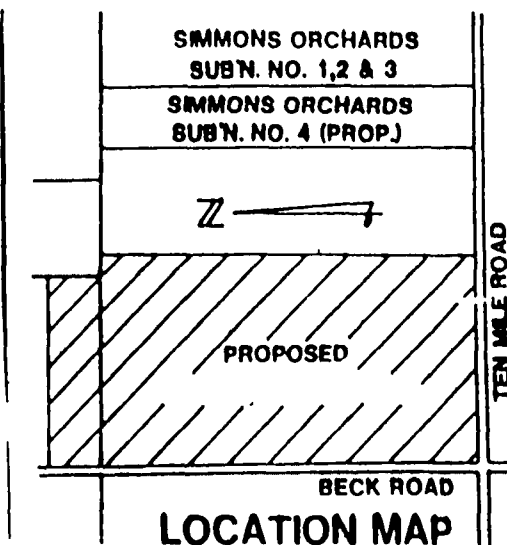 SIMMONS ORCHARDS
SUB'N. NO. 1,2 & 3
SIMMONS ORCHARDS
SUB'N. NO. 4 (PROP.)
N
TEN MILE ROAD
PROPOSED
BECK ROAD
LOCATION MAP